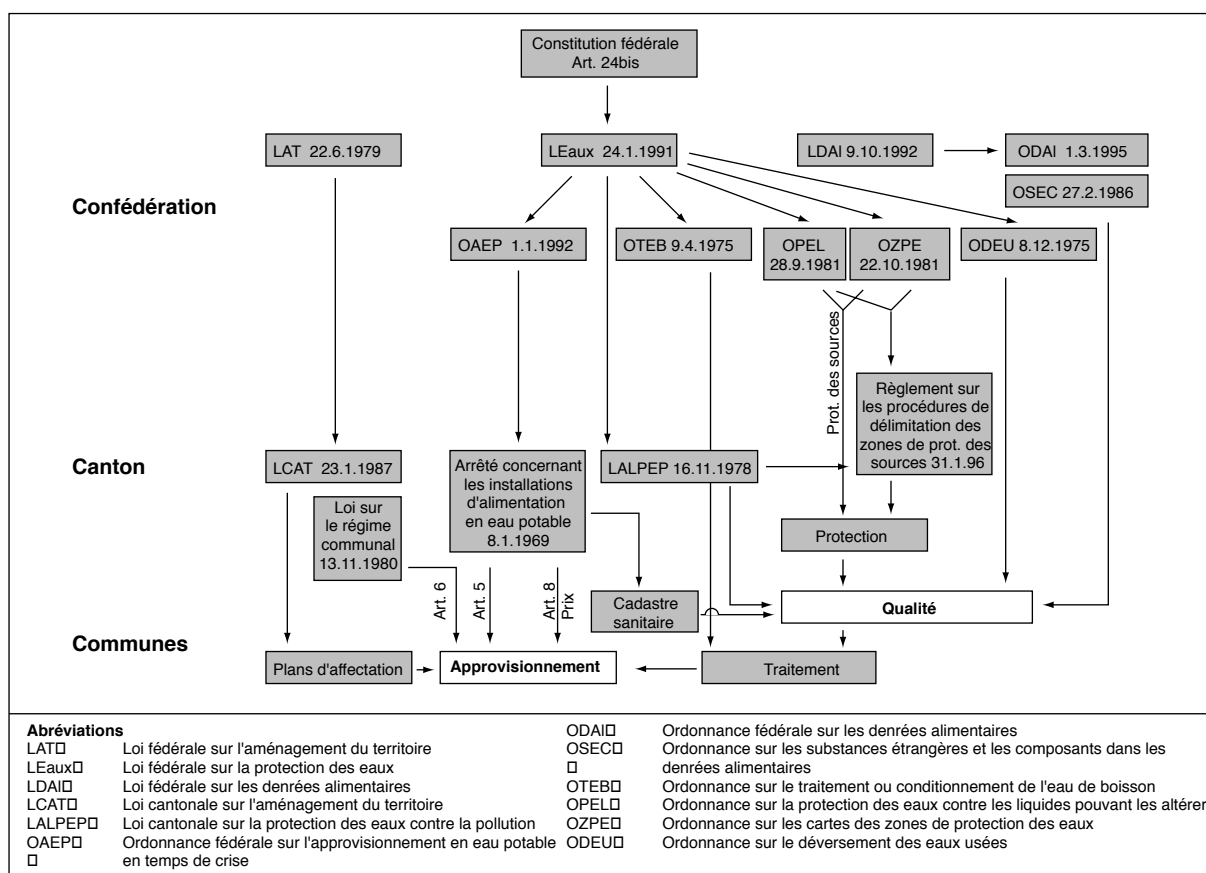 Constitution fédérale
Art. 24bis
LAT 22.6.1979
LEaux 24.1.1991
LDAI 9.10.1992
ODAI 1.3.1995
OSEC 27.2.1986
Confédération
OAEP 1.1.1992
OTEB 9.4.1975
OPEL
28.9.1981
OZPE
22.10.1981
ODEU 8.12.1975
Prot. des sources
Règlement sur
les procédures de
délimitation des
zones de prot. des
sources 31.1.96
Canton
LCAT 23.1.1987
Arrêté concernant
les installations
d'alimentation
en eau potable
8.1.1969
LALPEP 16.11.1978
Loi sur
le régime
communal
13.11.1980
Protection
Art. 6
Art. 5
Art. 8
Prix
Cadastre
sanitaire
Qualité
Communes
Plans d'affectation
Approvisionnement
Traitement
Abréviations
LAT□ Loi fédérale sur l'aménagement du territoire
LEaux□ Loi fédérale sur la protection des eaux
LDAI□ Loi fédérale sur les denrées alimentaires
LCAT□ Loi cantonale sur l'aménagement du territoire
LALPEP□ Loi cantonale sur la protection des eaux contre la pollution
OAEP□ Ordonnance fédérale sur l'approvisionnement en eau potable
□ en temps de crise
ODAI□ Ordonnance fédérale sur les denrées alimentaires
OSEC□ Ordonnance sur les substances étrangères et les composants dans les
□ denrées alimentaires
OTEB□ Ordonnance sur le traitement ou conditionnement de l'eau de boisson
OPEL□ Ordonnance sur la protection des eaux contre les liquides pouvant les altérer
OZPE□ Ordonnance sur les cartes des zones de protection des eaux
ODEU□ Ordonnance sur le déversement des eaux usées